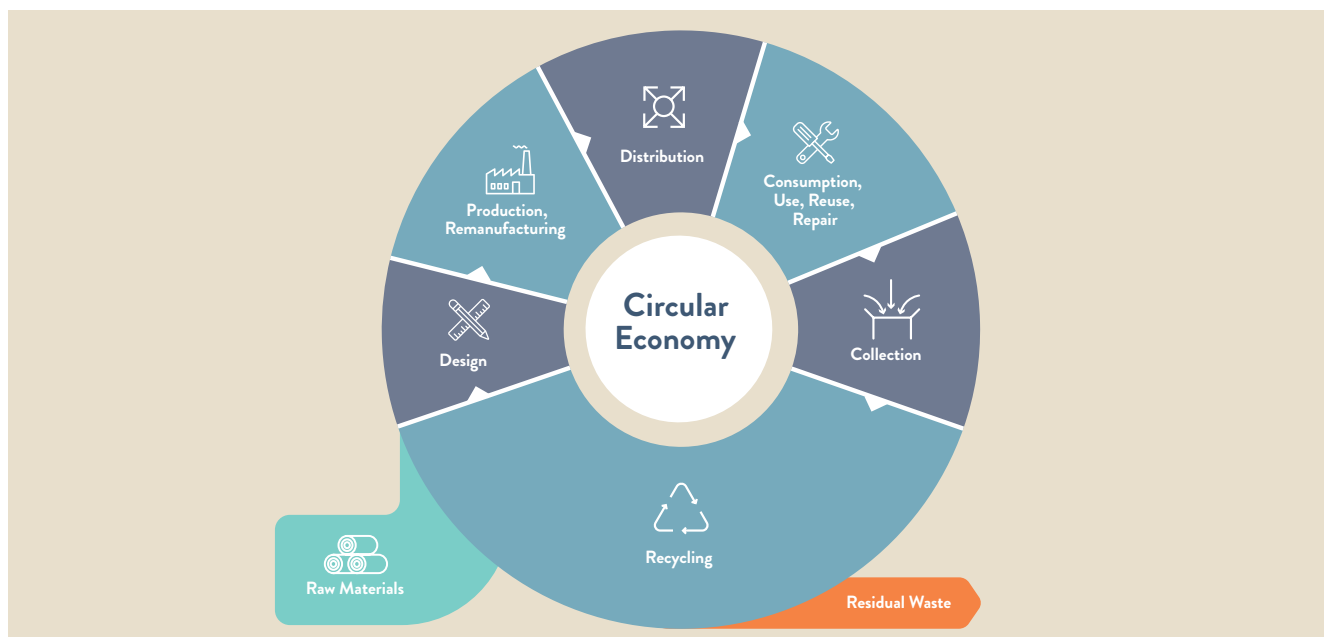 Distribution
Consumption,
Use, Reuse,
Repair
Production,
Remanufacturing
Circular
Economy
Design
Collection
Recycling
Raw Materials
Residual Waste